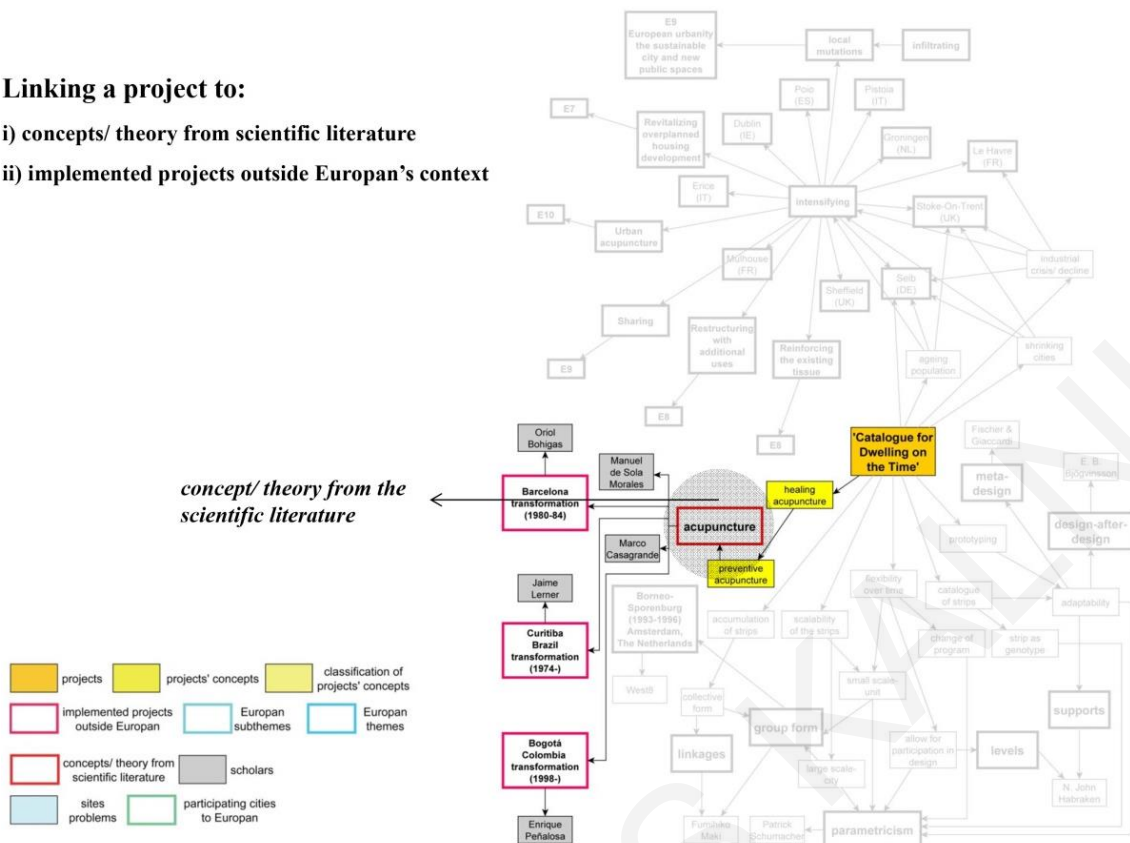 Linking a project to:
i) concepts/ theory from scientific literature
ii) implemented projects outside Europan's context
E9
European urbanity
the sustainable
city and new
public spaces
local
mutations
infiltrating
E7
Revitalizing
overplanned
housing
development
Dublin
(IE)
Poio
(ES)
Pistoia
(IT)
Groningen
(NL)
Le Havre
(FR)
Erice
(IT)
intensifying
Stoke-On-Trent
(UK)
E10
Urban
acupuncture
Mulhouse
(FR)
Sheffield
(UK)
Selb
(DE)
industrial
crisis/ decline
Sharing
Restructuring
with
additional
uses
Reinforcing
the existing
tissue
ageing
population
shrinking
cities
E9
E8
E8
Oriol
Bohigas
Manuel
de Sola
Morales
'Catalogue for
Dwelling on
the Time'
Fischer &
Giaccardi
E. B.
Björgvinsson
concept/ theory from the
scientific literature
Barcelona
transformation
(1980-84)
acupuncture
healing
acupuncture
meta-
design
design-after-
design
Marco
Casagrande
preventive
acupuncture
prototyping
Jaime
Lerner
Borneo-
Sporenburg
(1993-1996)
Amsterdam,
The Netherlands
accumulation
of strips
scalability
of the strips
flexibility
over time
catalogue
of strips
adaptability
Curitiba
Brazil
transformation
(1974-)
change of
program
strip as
genotype
West8
collective
form
small scale-
unit
supports
Bogotá
Colombia
transformation
(1998-)
linkages
group form
allow for
participation in
design
levels
large scale-
city
N. John
Habraken
Enrique
Peñalosa
Fumihiko
Maki
Patrick
Schumacher
parametricism
projects
projects' concepts
classification of
projects' concepts
implemented projects
outside Europan
Europan
subthemes
Europan
themes
concepts/ theory from
scientific literature
scholars
sites
problems
participating cities
to Europan